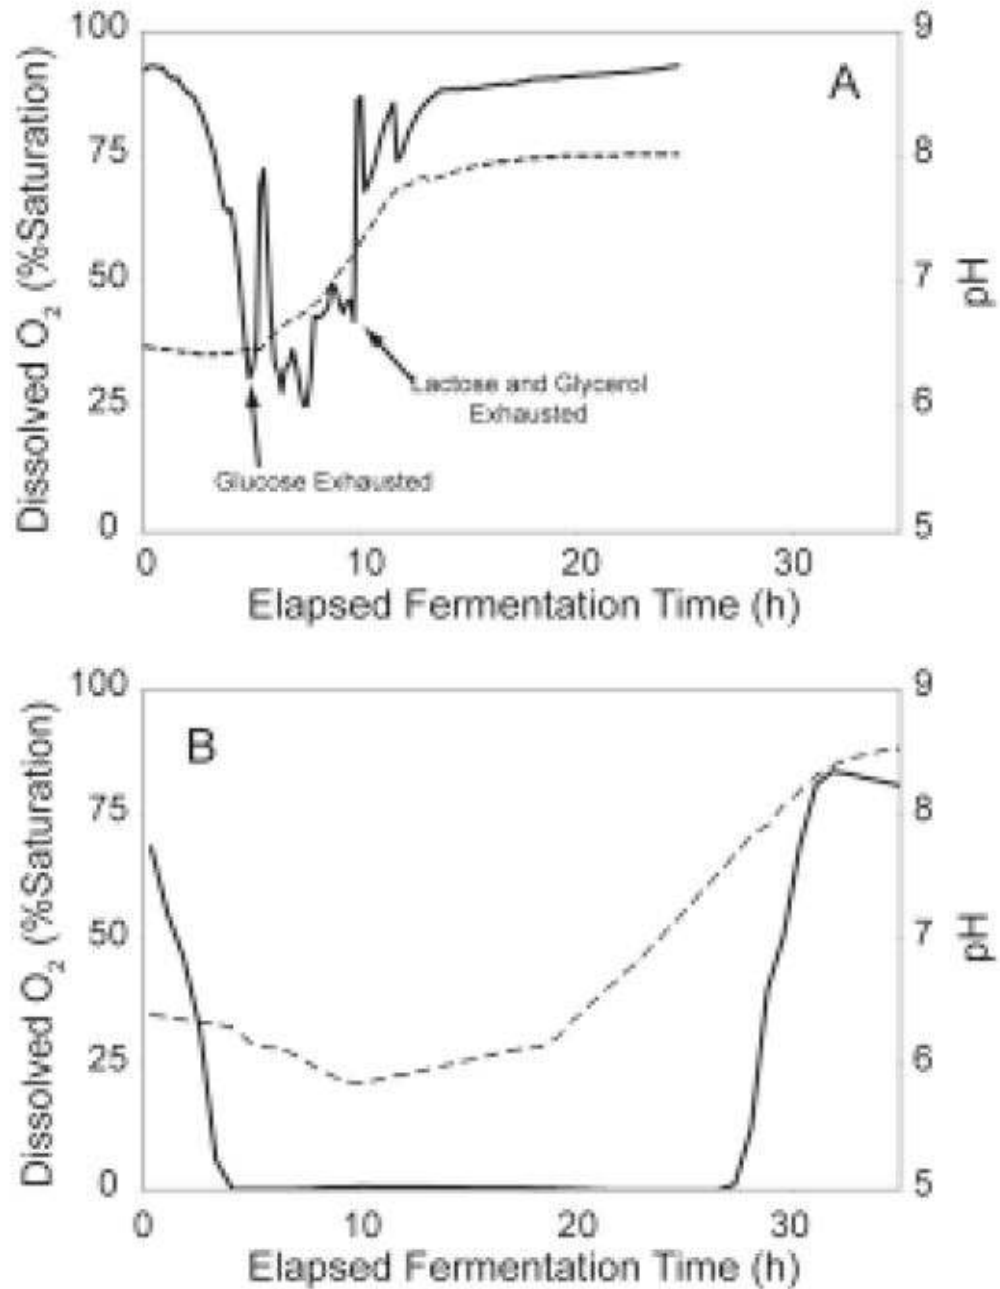 100
75
50
25
0
Dissolved O2 (%Saturation)
A
9
8
7
6
5
pH
Lactose and Glycerol
Exhausted
Glucose Exhausted
0 10 20 30
Elapsed Fermentation Time (h)
100
75
50
25
0
Dissolved O2 (%Saturation)
B
9
8
7
6
5
pH
0 10 20 30
Elapsed Fermentation Time (h)